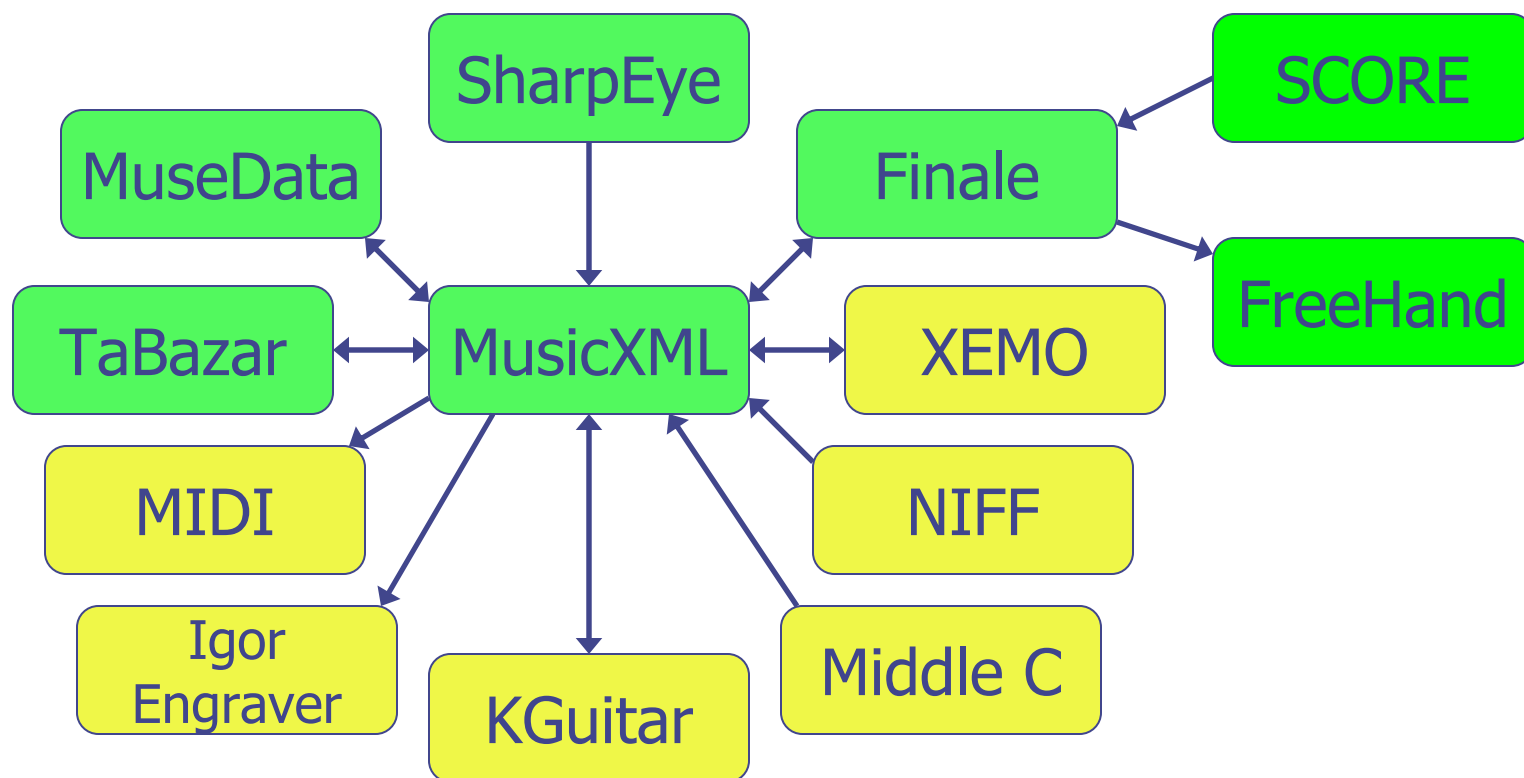 SharpEye
SCORE
MuseData
Finale
FreeHand
TaBazar
MusicXML
XEMO
MIDI
NIFF
Igor
Engraver
Middle C
KGuitar